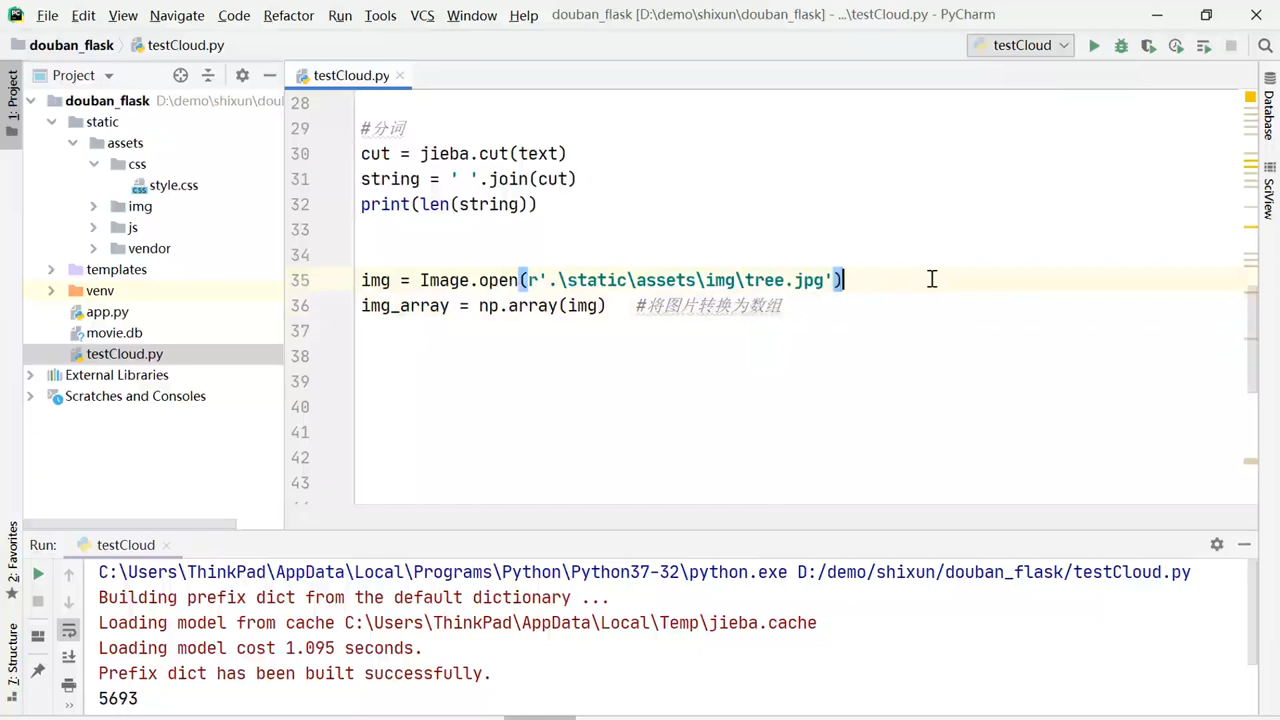 File Edit View Navigate Code Refactor Run Tools VCS Window Help douban_flask [D:\demo\shixun\douban_flask] - ...\testCloud.py - PyCharm
douban_flask testCloud.py testCloud
1: Project
Project
testCloud.py
douban_flask D:\demo\shixun\dou
static
assets
css
style.css
img
js
vendor
templates
venv
app.py
movie.db
testCloud.py
External Libraries
Scratches and Consoles
28
29 #分词
30 cut = jieba.cut(text)
31 string = ' '.join(cut)
32 print(len(string))
33
34
35 img = Image.open(r'.\static\assets\img\tree.jpg')
36 img_array = np.array(img) #将图片转换为数组
37
38
39
40
41
42
43
Database
SciView
2: Favorites
7: Structure
Run: testCloud
C:\Users\ThinkPad\AppData\Local\Programs\Python\Python37-32\python.exe D:/demo/shixun/douban_flask/testCloud.py
Building prefix dict from the default dictionary ...
Loading model from cache C:\Users\ThinkPad\AppData\Local\Temp\jieba.cache
Loading model cost 1.095 seconds.
Prefix dict has been built successfully.
5693